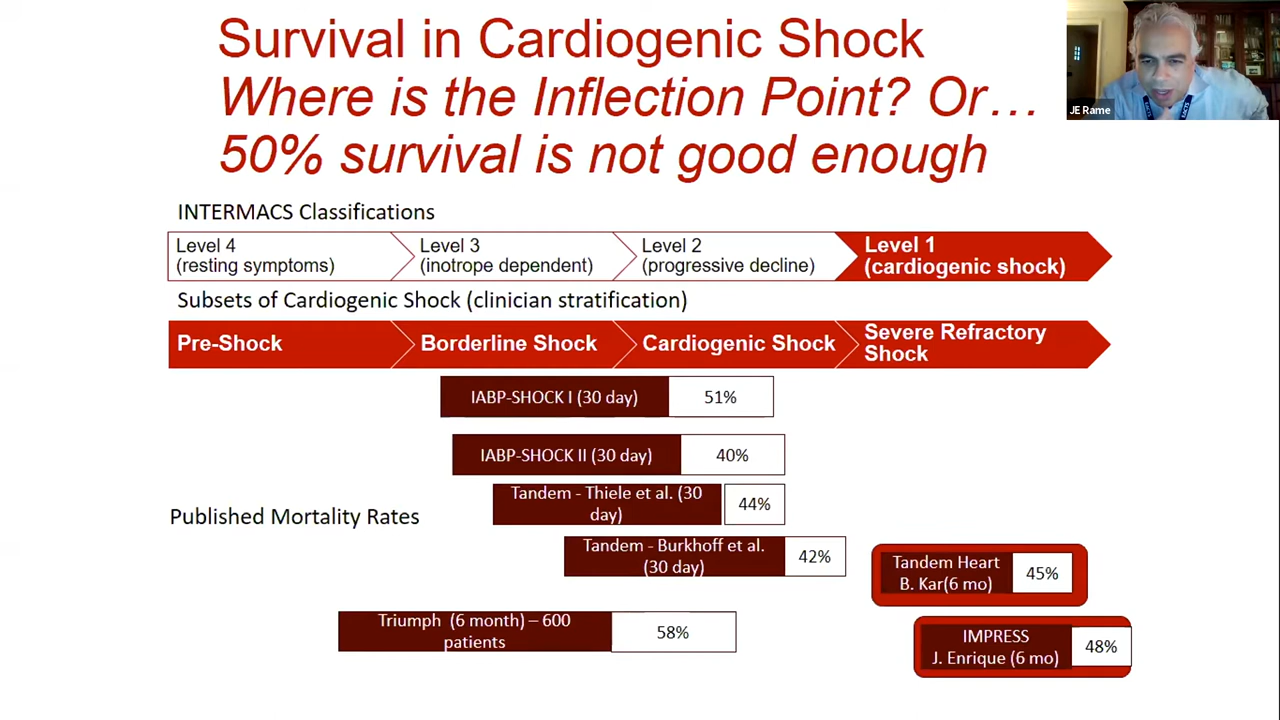 Survival in Cardiogenic Shock
Where is the Inflection Point? Or…
50% survival is not good enough
JE Rame
INTERMACS Classifications
Level 4
(resting symptoms)
Level 3
(inotrope dependent)
Level 2
(progressive decline)
Level 1
(cardiogenic shock)
Subsets of Cardiogenic Shock (clinician stratification)
Pre-Shock
Borderline Shock
Cardiogenic Shock
Severe Refractory
Shock
IABP-SHOCK I (30 day)
51%
IABP-SHOCK II (30 day)
40%
Tandem - Thiele et al. (30
day)
44%
Published Mortality Rates
Tandem - Burkhoff et al.
(30 day)
42%
Tandem Heart
B. Kar(6 mo)
45%
Triumph (6 month) – 600
patients
58%
IMPRESS
J. Enrique (6 mo)
48%